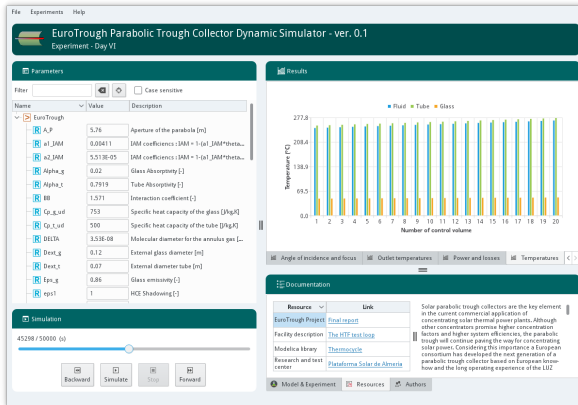 File Experiments Help
EuroTrough Parabolic Trough Collector Dynamic Simulator - ver. 0.1
Experiment - Day VI
Parameters
Filter Case sensitive
Name Value Description
EuroTrough
A_P 5,76 Aperture of the parabola [m]
a1_IAM 0.00411 IAM coefficiencs : IAM = 1-(a1_IAM*theta...
a2_IAM 5.513E-05 IAM coefficiencs : IAM = 1-(a1_IAM*theta...
Alpha_g 0.02 Glass Absorptivity [-]
Alpha_t 0.7919 Tube Absorptivity [-]
BB 1.571 Interaction coefficient [-]
Cp_g_ud 753 Specific heat capacity of the glass [J/kg.K]
Cp_t_ud 500 Specific heat capacity of the tube [J/kg.K]
DELTA 3,53E-08 Molecular diameter for the annulus gas [...
Dext_g 0.12 External glass diameter [m]
Dext_t 0.07 External diameter tube [m]
Eps_g 0.86 Glass emissivity [-]
eps1 1 HCE Shadowing [-]
Simulation
45298 / 50000 (s)
Backward Simulate Stop Forward
Results
Fluid Tube Glass
Temperature (°C)
277.8
208.4
138.9
69.5
0.0
1 2 3 4 5 6 7 8 9 10 11 12 13 14 15 16 17 18 19 20
Number of control volume
Angle of incidence and focus Outlet temperatures Power and losses Temperatures
Documentation
Resource Link
EuroTrough Project Final report
Facility description The HTF test loop
Modelica library Thermocycle
Research and test center Plataforma Solar de Almería
Solar parabolic trough collectors are the key element
in the current commercial application of
concentrating solar thermal power plants. Although
other concentrators promise higher concentration
factors and higher system efficiencies, the parabolic
trough will continue paving the way for concentrating
solar power. Considering this importance a European
consortium has developed the next generation of a
parabolic trough collector based on European know-
how and the long operating experience of the LUZ
Model & Experiment Resources Authors